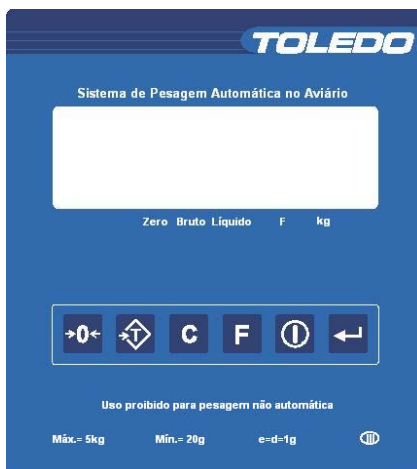 TOLEDO
Sistema de Pesagem Automática no Aviário
Zero Bruto Líquido F kg
→0← →T C F
Uso proibido para pesagem não automática
Máx.= 5kg Mín.= 20g e=d=1g III